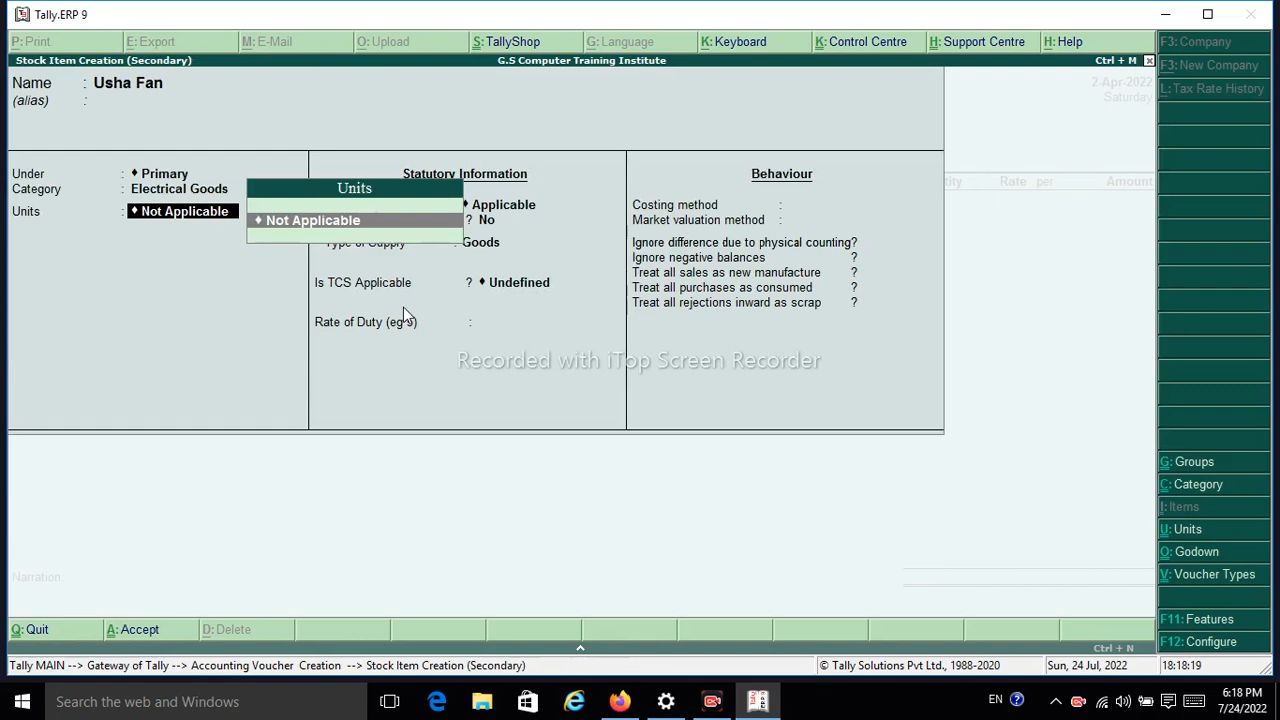 Tally.ERP 9
P: Print
E: Export
M: E-Mail
O: Upload
S: TallyShop
G: Language
K: Keyboard
K: Control Centre
H: Support Centre
H: Help
F3: Company
Stock Item Creation (Secondary)
G.S Computer Training Institute
Ctrl + M
F3: New Company
Name : Usha Fan
2-Apr-2022
L: Tax Rate History
(alias) :
Saturday
Under : ♦ Primary
Category : Electrical Goods
Units : ♦ Not Applicable
Units
♦ Not Applicable
Statutory Information
♦ Applicable
? No
Type of Supply : Goods
Is TCS Applicable ? ♦ Undefined
Rate of Duty (eg 5) :
Behaviour
Costing method :
Market valuation method :
Ignore difference due to physical counting?
Ignore negative balances ?
Treat all sales as new manufacture ?
Treat all purchases as consumed ?
Treat all rejections inward as scrap ?
Rate per Amount
Recorded with iTop Screen Recorder
G: Groups
C: Category
I: Items
U: Units
O: Godown
V: Voucher Types
F11: Features
F12: Configure
Narration:
Q: Quit
A: Accept
D: Delete
Ctrl + N
Tally MAIN --> Gateway of Tally --> Accounting Voucher Creation --> Stock Item Creation (Secondary)
© Tally Solutions Pvt Ltd., 1988-2020
Sun, 24 Jul, 2022
18:18:19
Search the web and Windows
EN
6:18 PM
7/24/2022